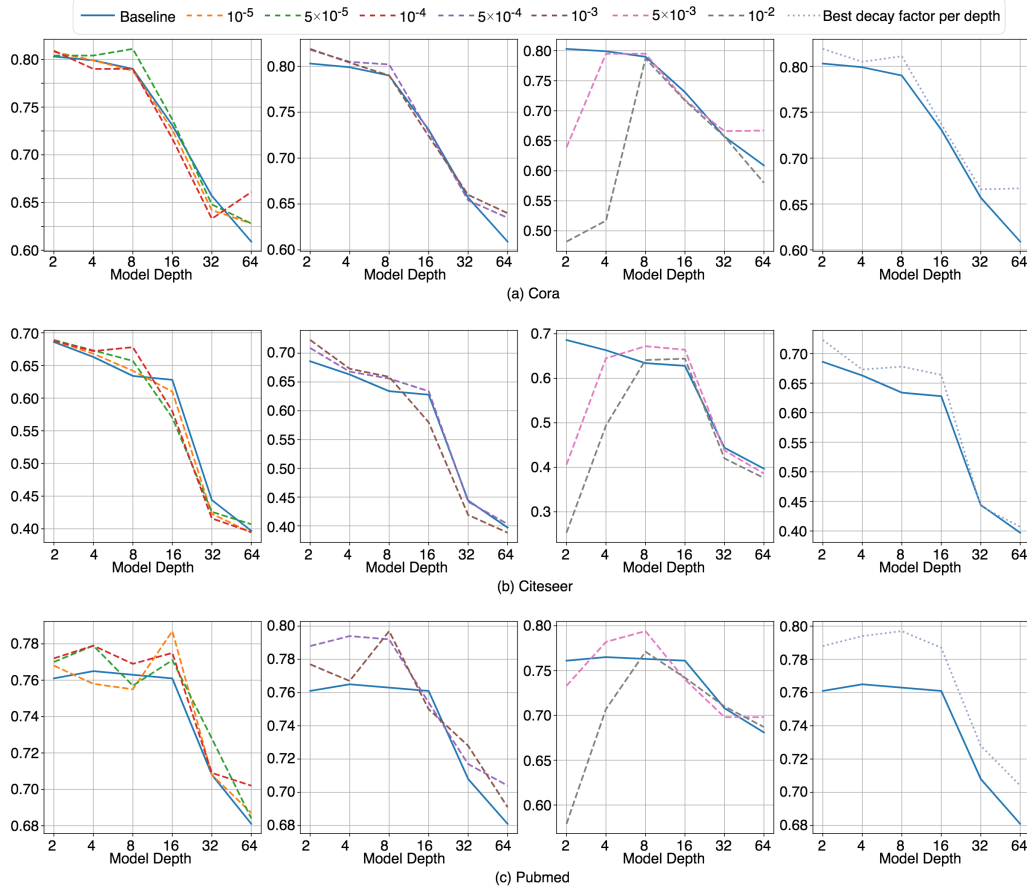 Baseline 10⁻⁵ 5×10⁻⁵ 10⁻⁴ 5×10⁻⁴ 10⁻³ 5×10⁻³ 10⁻² Best decay factor per depth
0.80 0.75 0.70 0.65 0.60
2 4 8 16 32 64
Model Depth
0.80 0.75 0.70 0.65 0.60
2 4 8 16 32 64
Model Depth
0.80 0.75 0.70 0.65 0.60 0.55 0.50
2 4 8 16 32 64
Model Depth
0.80 0.75 0.70 0.65 0.60
2 4 8 16 32 64
Model Depth
(a) Cora
0.70 0.65 0.60 0.55 0.50 0.45 0.40
2 4 8 16 32 64
Model Depth
0.70 0.65 0.60 0.55 0.50 0.45 0.40
2 4 8 16 32 64
Model Depth
0.7 0.6 0.5 0.4 0.3
2 4 8 16 32 64
Model Depth
0.70 0.65 0.60 0.55 0.50 0.45 0.40
2 4 8 16 32 64
Model Depth
(b) Citeseer
0.78 0.76 0.74 0.72 0.70 0.68
2 4 8 16 32 64
Model Depth
0.80 0.78 0.76 0.74 0.72 0.70 0.68
2 4 8 16 32 64
Model Depth
0.80 0.75 0.70 0.65 0.60
2 4 8 16 32 64
Model Depth
0.80 0.78 0.76 0.74 0.72 0.70 0.68
2 4 8 16 32 64
Model Depth
(c) Pubmed